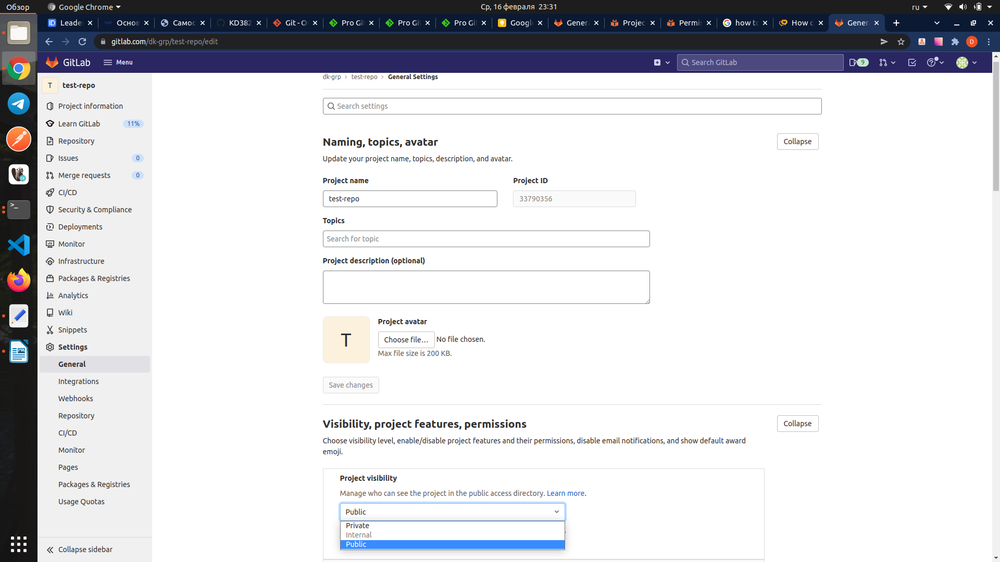 Обзор
Google Chrome
Ср, 16 февраля 23:31
ru
Leade
Основ
Самос
KD382
Git - О
Pro Gi
Pro Gi
Pro Gi
Googl
Gener
Projec
Permis
how to
How c
Gener
gitlab.com/dk-grp/test-repo/edit
D
GitLab
Menu
Search GitLab
9
T
test-repo
Project information
Learn GitLab
11%
Repository
Issues
0
Merge requests
0
CI/CD
Security & Compliance
Deployments
Monitor
Infrastructure
Packages & Registries
Analytics
Wiki
Snippets
Settings
General
Integrations
Webhooks
Repository
CI/CD
Monitor
Pages
Packages & Registries
Usage Quotas
Collapse sidebar
dk-grp › test-repo › General Settings
Search settings
Naming, topics, avatar
Collapse
Update your project name, topics, description, and avatar.
Project name
Project ID
test-repo
33790356
Topics
Search for topic
Project description (optional)
T
Project avatar
Choose file…
No file chosen.
Max file size is 200 KB.
Save changes
Visibility, project features, permissions
Collapse
Choose visibility level, enable/disable project features and their permissions, disable email notifications, and show default award
emoji.
Project visibility
Manage who can see the project in the public access directory. Learn more.
Public
Private
Internal
Public